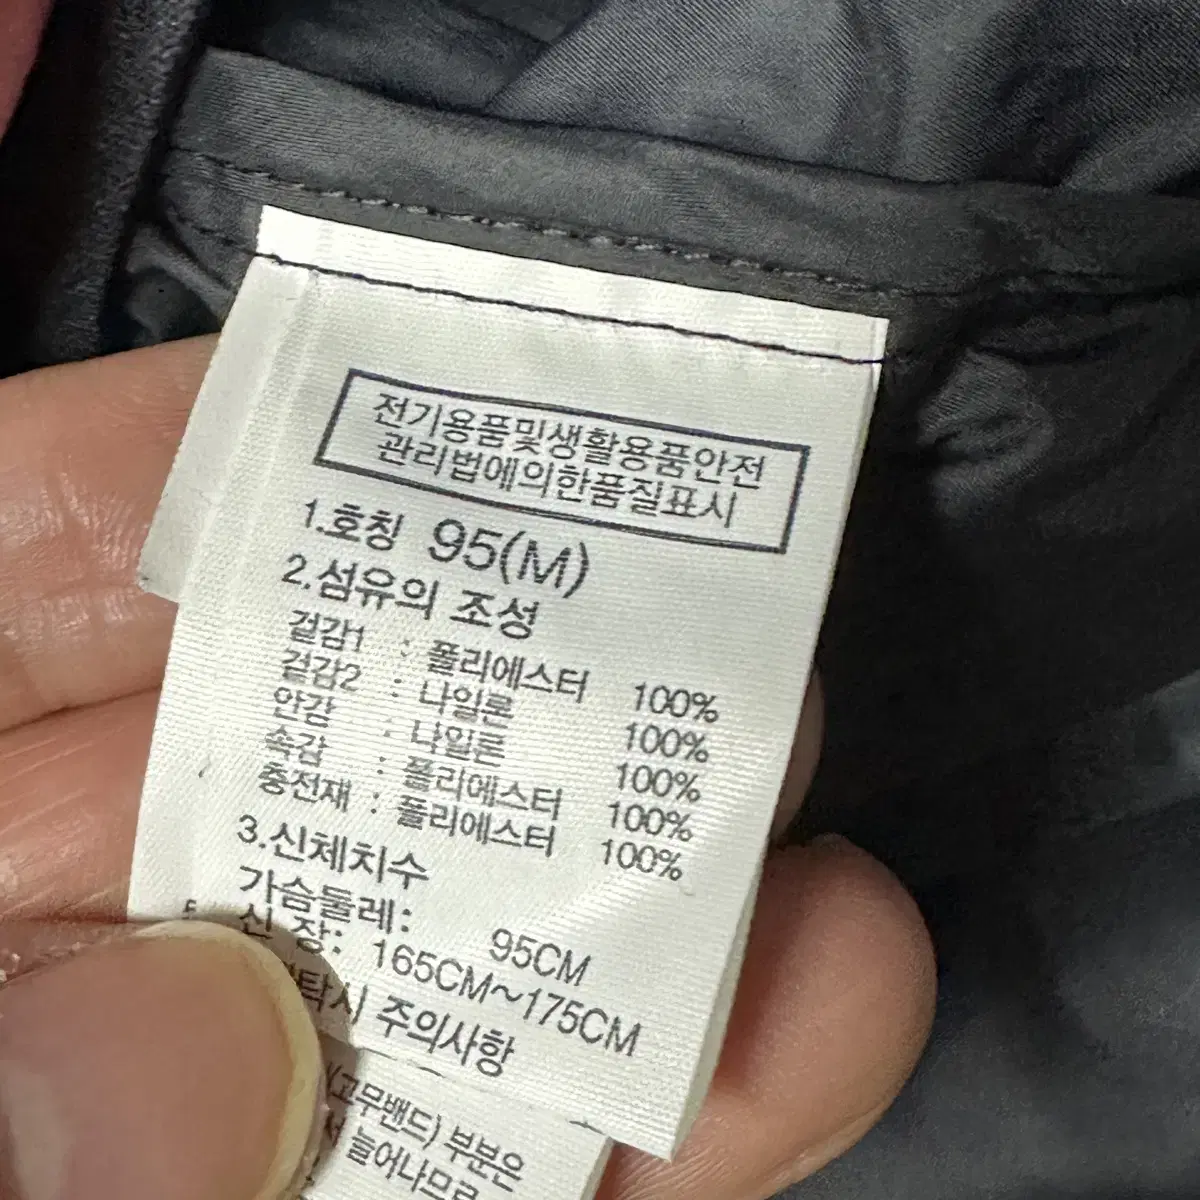 전기용품및생활용품안전
관리법에의한품질표시
1.호칭 95(M)
2.섬유의 조성
겉감1 : 폴리에스터 100%
겉감2 : 나일론 100%
안감 : 나일론 100%
속감 : 폴리에스터 100%
충전재 : 폴리에스터 100%
3.신체치수
가슴둘레: 95CM
신 장: 165CM~175CM
주의사항
(고무밴드) 부분은
늘어나므로